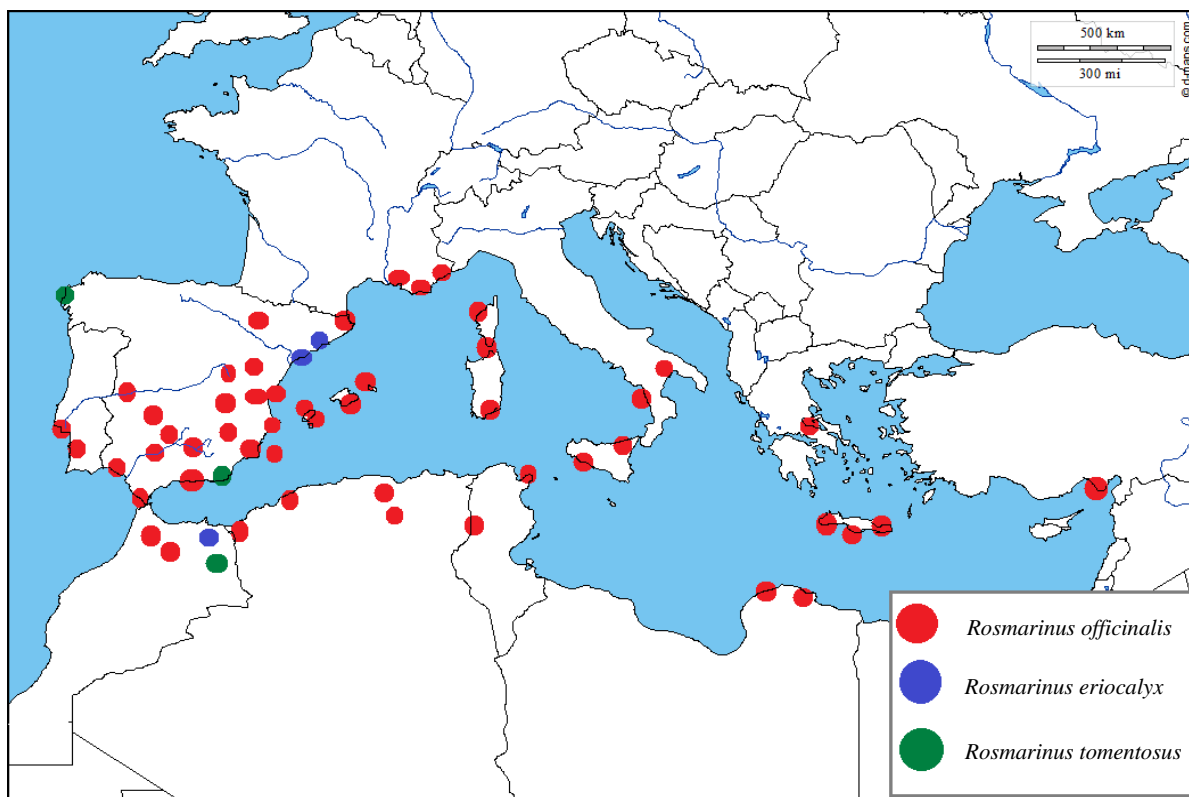 500 km
300 mi
© d-maps.com
Rosmarinus officinalis
Rosmarinus eriocalyx
Rosmarinus tomentosus